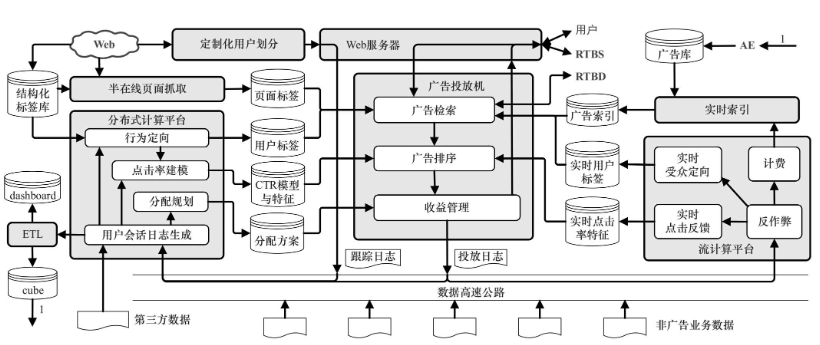 Web
定制化用户划分
Web服务器
用户
RTBS
RTBD
广告库
AE
1
结构化
标签库
半在线页面抓取
页面标签
广告投放机
广告检索
广告索引
实时索引
分布式计算平台
行为定向
用户标签
点击率建模
CTR模型
与特征
广告排序
实时用户
标签
实时
受众定向
计费
dashboard
分配规划
收益管理
实时点击
率特征
实时
点击反馈
反作弊
ETL
用户会话日志生成
分配方案
流计算平台
跟踪日志
投放日志
cube
数据高速公路
1
第三方数据
非广告业务数据